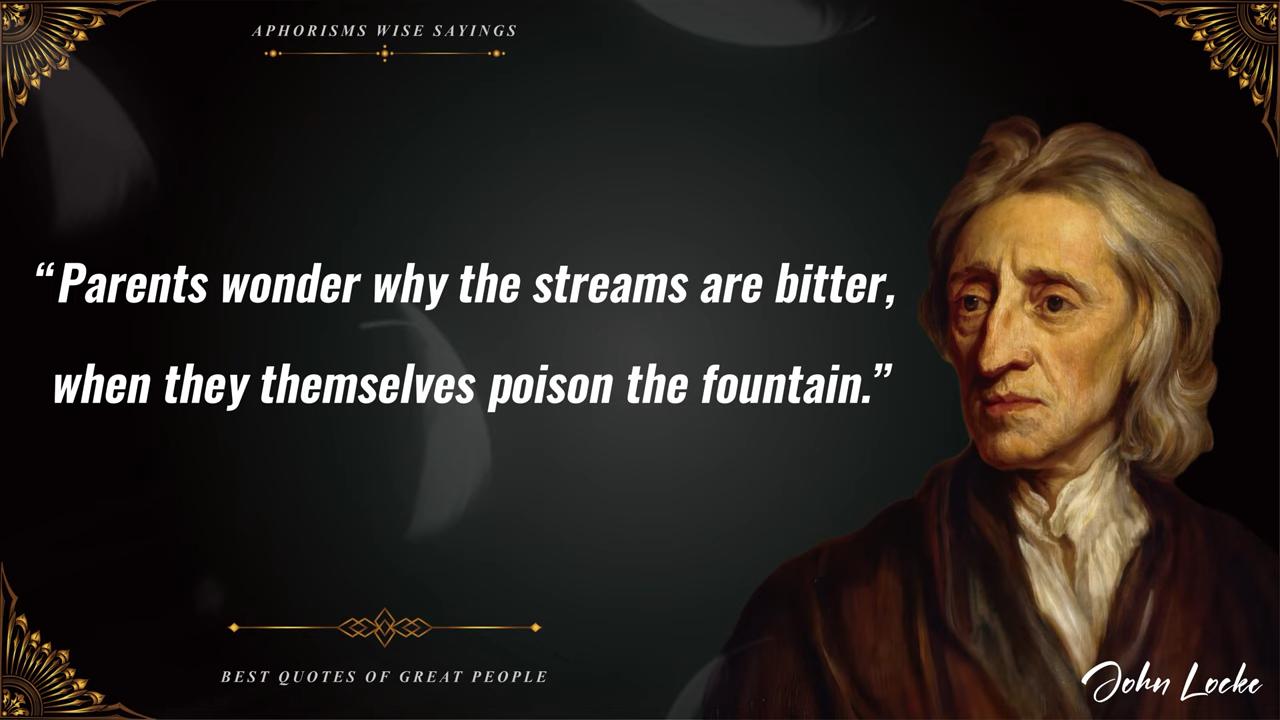 APHORISMS WISE SAYINGS
“Parents wonder why the streams are bitter,
when they themselves poison the fountain.”
BEST QUOTES OF GREAT PEOPLE
John Locke